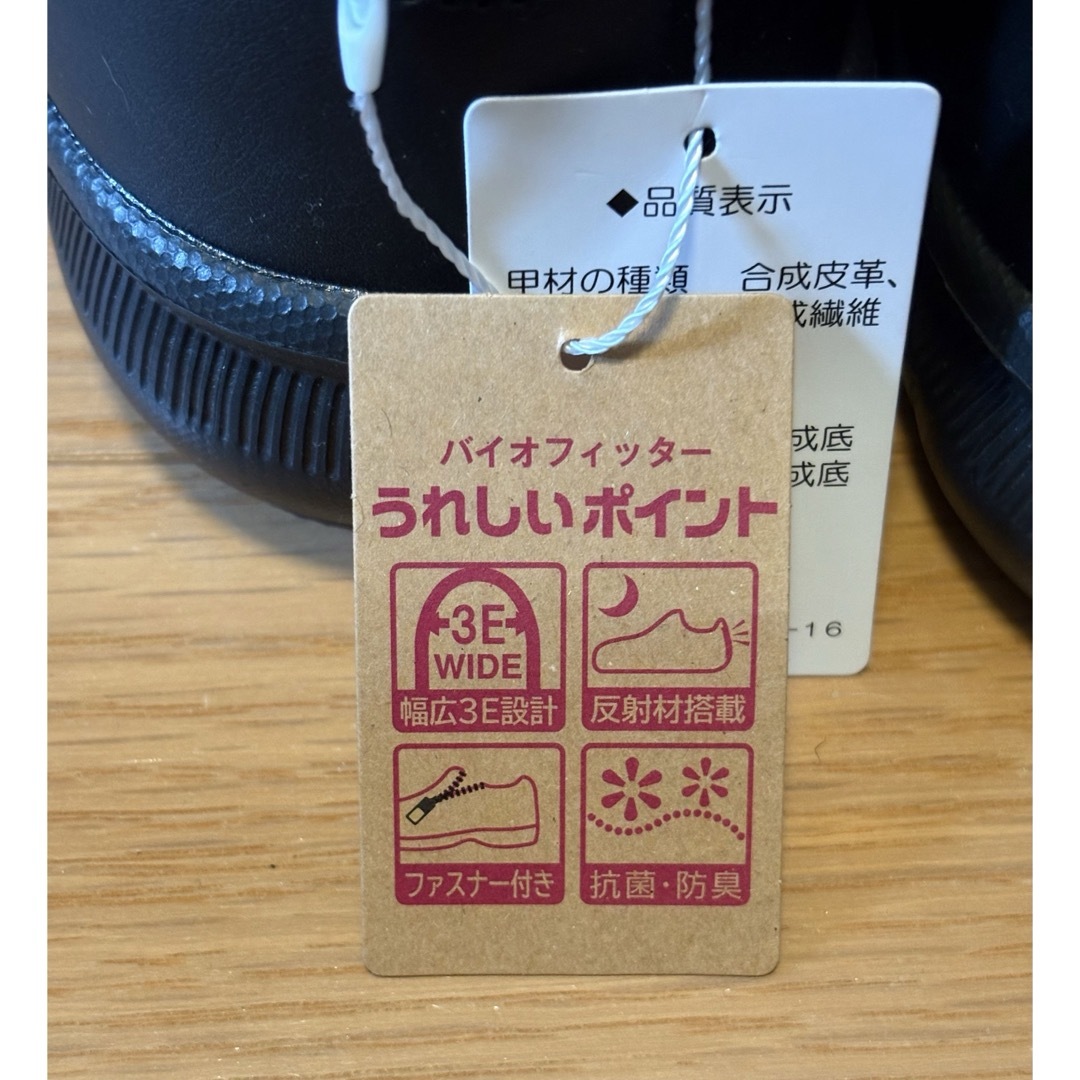 ◆品質表示
甲材の種類 合成皮革、
成繊維
成底
成底
-16
バイオフィッター
うれしいポイント
3E
WIDE
幅広3E設計
反射材搭載
ファスナー付き
抗菌・防臭